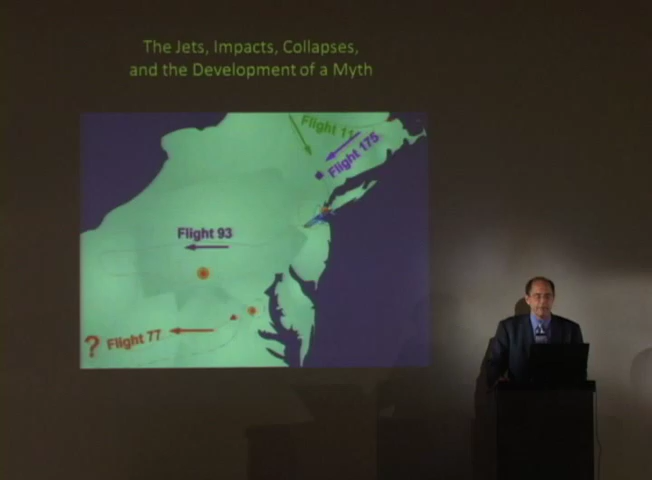 The Jets, Impacts, Collapses,
and the Development of a Myth
Flight 11
Flight 175
Flight 93
? Flight 77